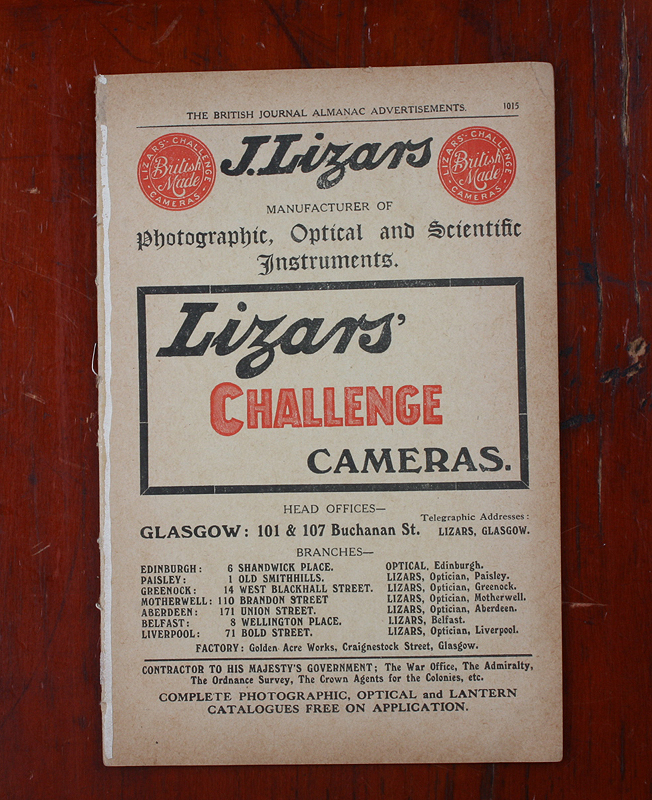 THE BRITISH JOURNAL ALMANAC ADVERTISEMENTS. 1015
LIZARS'·CHALLENGE
British
Made
·CAMERAS·
J. Lizars
LIZARS'·CHALLENGE
British
Made
·CAMERAS·
MANUFACTURER OF
Photographic, Optical and Scientific
Instruments.
Lizars'
CHALLENGE
CAMERAS.
HEAD OFFICES—
Telegraphic Addresses:
GLASGOW: 101 & 107 Buchanan St. LIZARS, GLASGOW.
BRANCHES—
EDINBURGH: 6 SHANDWICK PLACE. OPTICAL, Edinburgh.
PAISLEY: 1 OLD SMITHHILLS. LIZARS, Optician, Paisley.
GREENOCK: 14 WEST BLACKHALL STREET. LIZARS, Optician, Greenock.
MOTHERWELL: 110 BRANDON STREET LIZARS, Optician, Motherwell.
ABERDEEN: 171 UNION STREET. LIZARS, Optician, Aberdeen.
BELFAST: 8 WELLINGTON PLACE. LIZARS, Belfast.
LIVERPOOL: 71 BOLD STREET. LIZARS, Optician, Liverpool.
FACTORY: Golden Acre Works, Craignestock Street, Glasgow.
CONTRACTOR TO HIS MAJESTY'S GOVERNMENT; The War Office, The Admiralty,
The Ordnance Survey, The Crown Agents for the Colonies, etc.
COMPLETE PHOTOGRAPHIC, OPTICAL and LANTERN
CATALOGUES FREE ON APPLICATION.